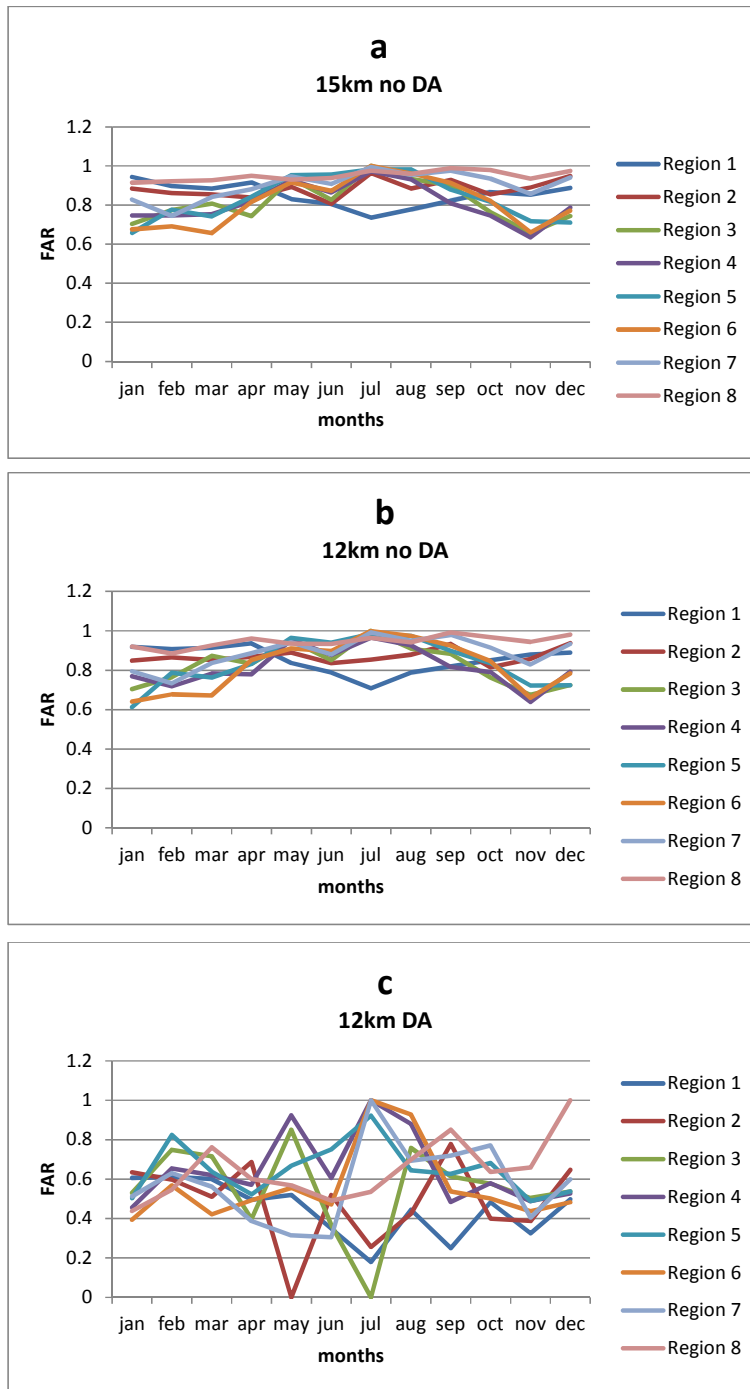 a
15km no DA
1.2
1
0.8
0.6
0.4
0.2
0
FAR
jan feb mar apr may jun jul aug sep oct nov dec
months
Region 1
Region 2
Region 3
Region 4
Region 5
Region 6
Region 7
Region 8
b
12km no DA
1.2
1
0.8
0.6
0.4
0.2
0
FAR
jan feb mar apr may jun jul aug sep oct nov dec
months
Region 1
Region 2
Region 3
Region 4
Region 5
Region 6
Region 7
Region 8
c
12km DA
1.2
1
0.8
0.6
0.4
0.2
0
FAR
jan feb mar apr may jun jul aug sep oct nov dec
months
Region 1
Region 2
Region 3
Region 4
Region 5
Region 6
Region 7
Region 8